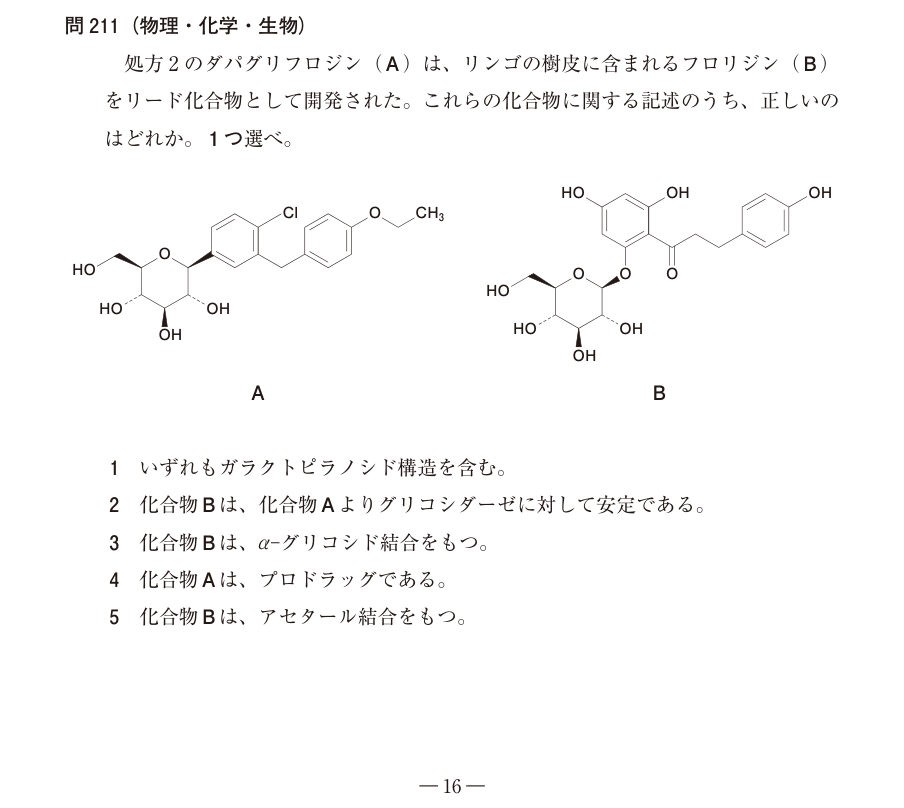 問 211（物理・化学・生物）
処方２のダパグリフロジン（A）は、リンゴの樹皮に含まれるフロリジン（B）
をリード化合物として開発された。これらの化合物に関する記述のうち、正しいの
はどれか。１つ選べ。
HO OH OH
Cl O CH3
O HO
HO OH
OH
O
O
O
HO
HO OH
OH
A B
1 いずれもガラクトピラノシド構造を含む。
2 化合物Bは、化合物Aよりグリコシダーゼに対して安定である。
3 化合物Bは、α-グリコシド結合をもつ。
4 化合物Aは、プロドラッグである。
5 化合物Bは、アセタール結合をもつ。
— 16 —